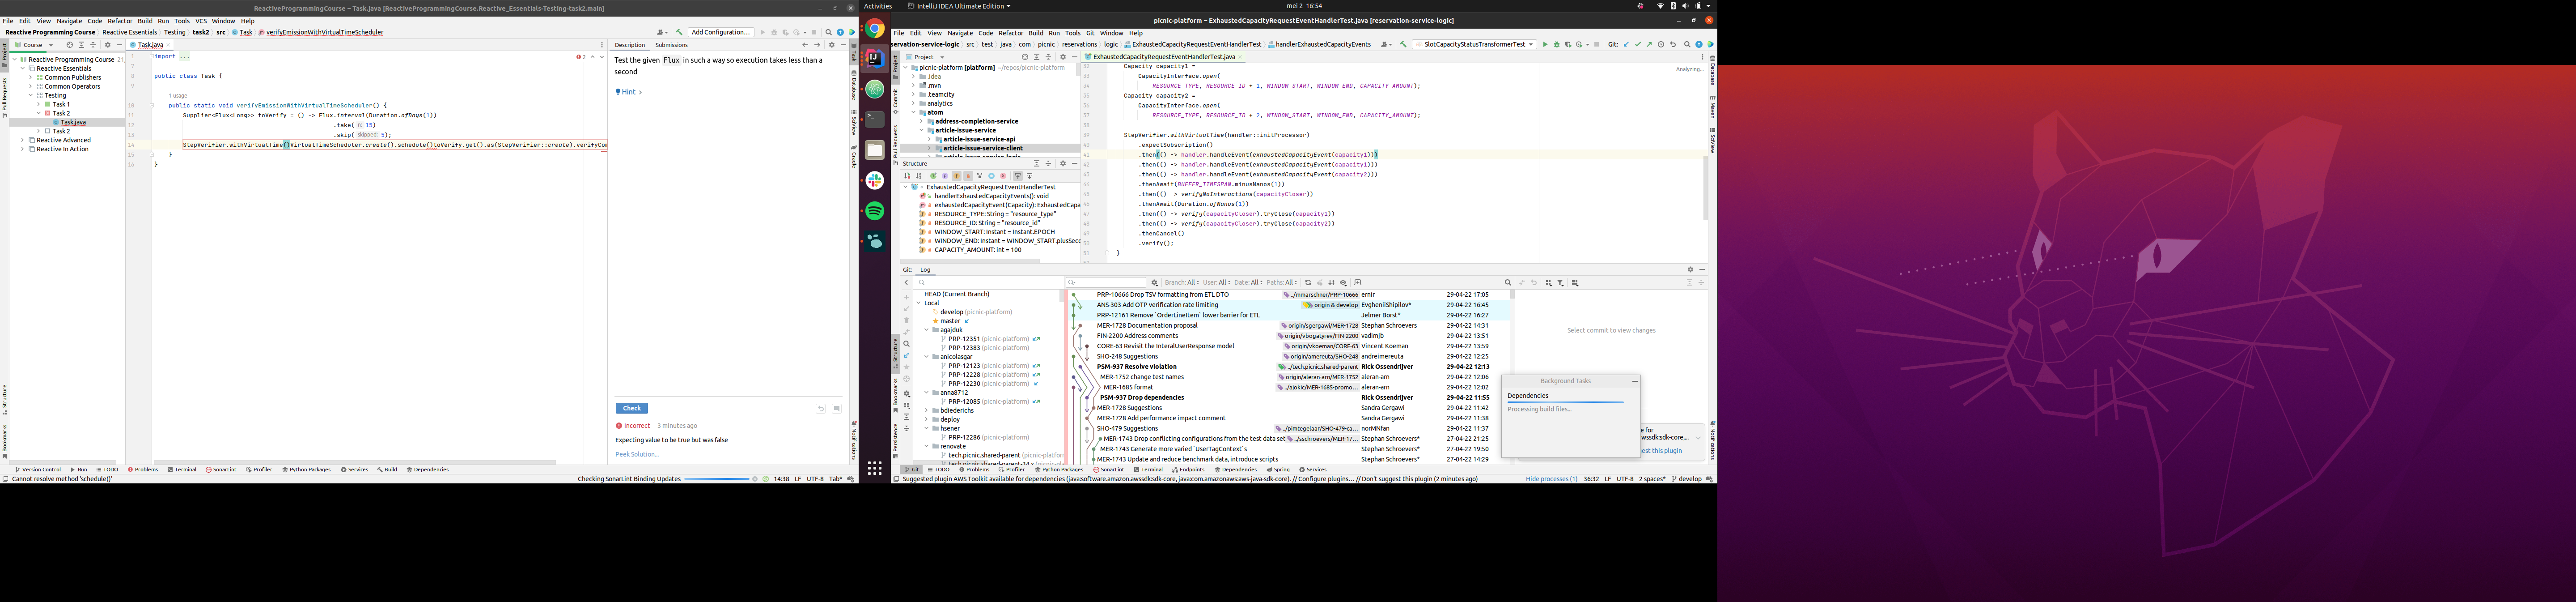 ReactiveProgrammingCourse – Task.java [ReactiveProgrammingCourse.Reactive_Essentials-Testing-task2.main]
File Edit View Navigate Code Refactor Build Run Tools VCS Window Help
Reactive Programming Course Reactive Essentials Testing task2 src Task verifyEmissionWithVirtualTimeScheduler
Add Configuration...
Course
Reactive Programming Course
Reactive Essentials
Common Publishers
Common Operators
Testing
Task 1
Task 2
Task.java
Task 2
Reactive Advanced
Reactive In Action
Task.java
import ...
public class Task {
1 usage
public static void verifyEmissionWithVirtualTimeScheduler() {
Supplier<Flux<Long>> toVerify = () -> Flux.interval(Duration.ofDays(1))
.take( n: 15)
.skip( skipped: 5);
StepVerifier.withVirtualTime()VirtualTimeScheduler.create().schedule()toVerify.get().as(StepVerifier::create).verifyCom
}
}
Description Submissions
Test the given Flux in such a way so execution takes less than a
second
Hint
Check
Incorrect 3 minutes ago
Expecting value to be true but was false
Peek Solution...
Version Control Run TODO Problems Terminal SonarLint Profiler Python Packages Services Build Dependencies
Cannot resolve method 'schedule()'
Checking SonarLint Binding Updates
14:38 LF UTF-8 Tab*
Activities IntelliJ IDEA Ultimate Edition
mei 2 16:54
picnic-platform – ExhaustedCapacityRequestEventHandlerTest.java [reservation-service-logic]
File Edit View Navigate Code Refactor Build Run Tools Git Window Help
servation-service-logic src test java com picnic reservations logic ExhaustedCapacityRequestEventHandlerTest handlerExhaustedCapacityEvents
SlotCapacityStatusTransformerTest
Git:
Project
picnic-platform [platform] ~/repos/picnic-platform
.idea
.mvn
.teamcity
analytics
atom
address-completion-service
article-issue-service
article-issue-service-api
article-issue-service-client
Structure
ExhaustedCapacityRequestEventHandlerTest
handlerExhaustedCapacityEvents(): void
exhaustedCapacityEvent(Capacity): ExhaustedCapa
RESOURCE_TYPE: String = "resource_type"
RESOURCE_ID: String = "resource_id"
WINDOW_START: Instant = Instant.EPOCH
WINDOW_END: Instant = WINDOW_START.plusSeco
CAPACITY_AMOUNT: int = 100
ExhaustedCapacityRequestEventHandlerTest.java
Analyzing...
Capacity capacity1 =
CapacityInterface.open(
RESOURCE_TYPE, RESOURCE_ID + 1, WINDOW_START, WINDOW_END, CAPACITY_AMOUNT);
Capacity capacity2 =
CapacityInterface.open(
RESOURCE_TYPE, RESOURCE_ID + 2, WINDOW_START, WINDOW_END, CAPACITY_AMOUNT);
StepVerifier.withVirtualTime(handler::initProcessor)
.expectSubscription()
.then(() -> handler.handleEvent(exhaustedCapacityEvent(capacity1)))
.then(() -> handler.handleEvent(exhaustedCapacityEvent(capacity1)))
.then(() -> handler.handleEvent(exhaustedCapacityEvent(capacity2)))
.thenAwait(BUFFER_TIMESPAN.minusNanos(1))
.then(() -> verifyNoInteractions(capacityCloser))
.thenAwait(Duration.ofNanos(1))
.then(() -> verify(capacityCloser).tryClose(capacity1))
.then(() -> verify(capacityCloser).tryClose(capacity2))
.thenCancel()
.verify();
}
Git: Log
Branch: All User: All Date: All Paths: All
HEAD (Current Branch)
Local
develop (picnic-platform)
master
agajduk
PRP-12351 (picnic-platform)
PRP-12383 (picnic-platform)
anicolasgar
PRP-12123 (picnic-platform)
PRP-12228 (picnic-platform)
PRP-12230 (picnic-platform)
anna8712
PRP-12085 (picnic-platform)
bdiederichs
deploy
hsener
PRP-12286 (picnic-platform)
renovate
tech.picnic.shared-parent (picnic-platform)
PRP-10666 Drop TSV formatting from ETL DTO ../mmarschner/PRP-10666 ernir 29-04-22 17:05
ANS-303 Add OTP verification rate limiting origin & develop EvgheniiShipilov* 29-04-22 16:45
PRP-12161 Remove `OrderLineItem` lower barrier for ETL Jelmer Borst* 29-04-22 16:27
MER-1728 Documentation proposal origin/sgergawi/MER-1728 Stephan Schroevers 29-04-22 14:31
FIN-2200 Address comments origin/vbogatyrev/FIN-2200 vadimjb 29-04-22 13:51
CORE-63 Revisit the InteralUserResponse model origin/vkoeman/CORE-63 Vincent Koeman 29-04-22 13:59
SHO-248 Suggestions origin/amereuta/SHO-248 andreimereuta 29-04-22 12:25
PSM-937 Resolve violation ../tech.picnic.shared-parent Rick Ossendrijver 29-04-22 12:13
MER-1752 change test names origin/aleran-arn/MER-1752 aleran-arn 29-04-22 12:06
MER-1685 format ../ajokic/MER-1685-promo... aleran-arn 29-04-22 12:02
PSM-937 Drop dependencies Rick Ossendrijver 29-04-22 11:55
MER-1728 Suggestions Sandra Gergawi 29-04-22 11:42
MER-1728 Add performance impact comment Sandra Gergawi 29-04-22 11:38
SHO-479 Suggestions ../pimtegelaar/SHO-479-ca... norMNfan 29-04-22 11:37
MER-1743 Drop conflicting configurations from the test data set ../sschroevers/MER-17... Stephan Schroevers* 27-04-22 21:25
MER-1743 Generate more varied `UserTagContext`s Stephan Schroevers* 27-04-22 19:50
MER-1743 Update and reduce benchmark data, introduce scripts Stephan Schroevers* 27-04-22 14:29
Select commit to view changes
Background Tasks
Dependencies
Processing build files...
Git TODO Problems Profiler Python Packages SonarLint Terminal Endpoints Dependencies Spring Services
Suggested plugin AWS Toolkit available for dependencies (java:software.amazon.awssdk:sdk-core, java:com.amazonaws:aws-java-sdk-core). // Configure plugins... // Don't suggest this plugin (2 minutes ago)
Hide processes (1) 36:32 LF UTF-8 2 spaces* develop